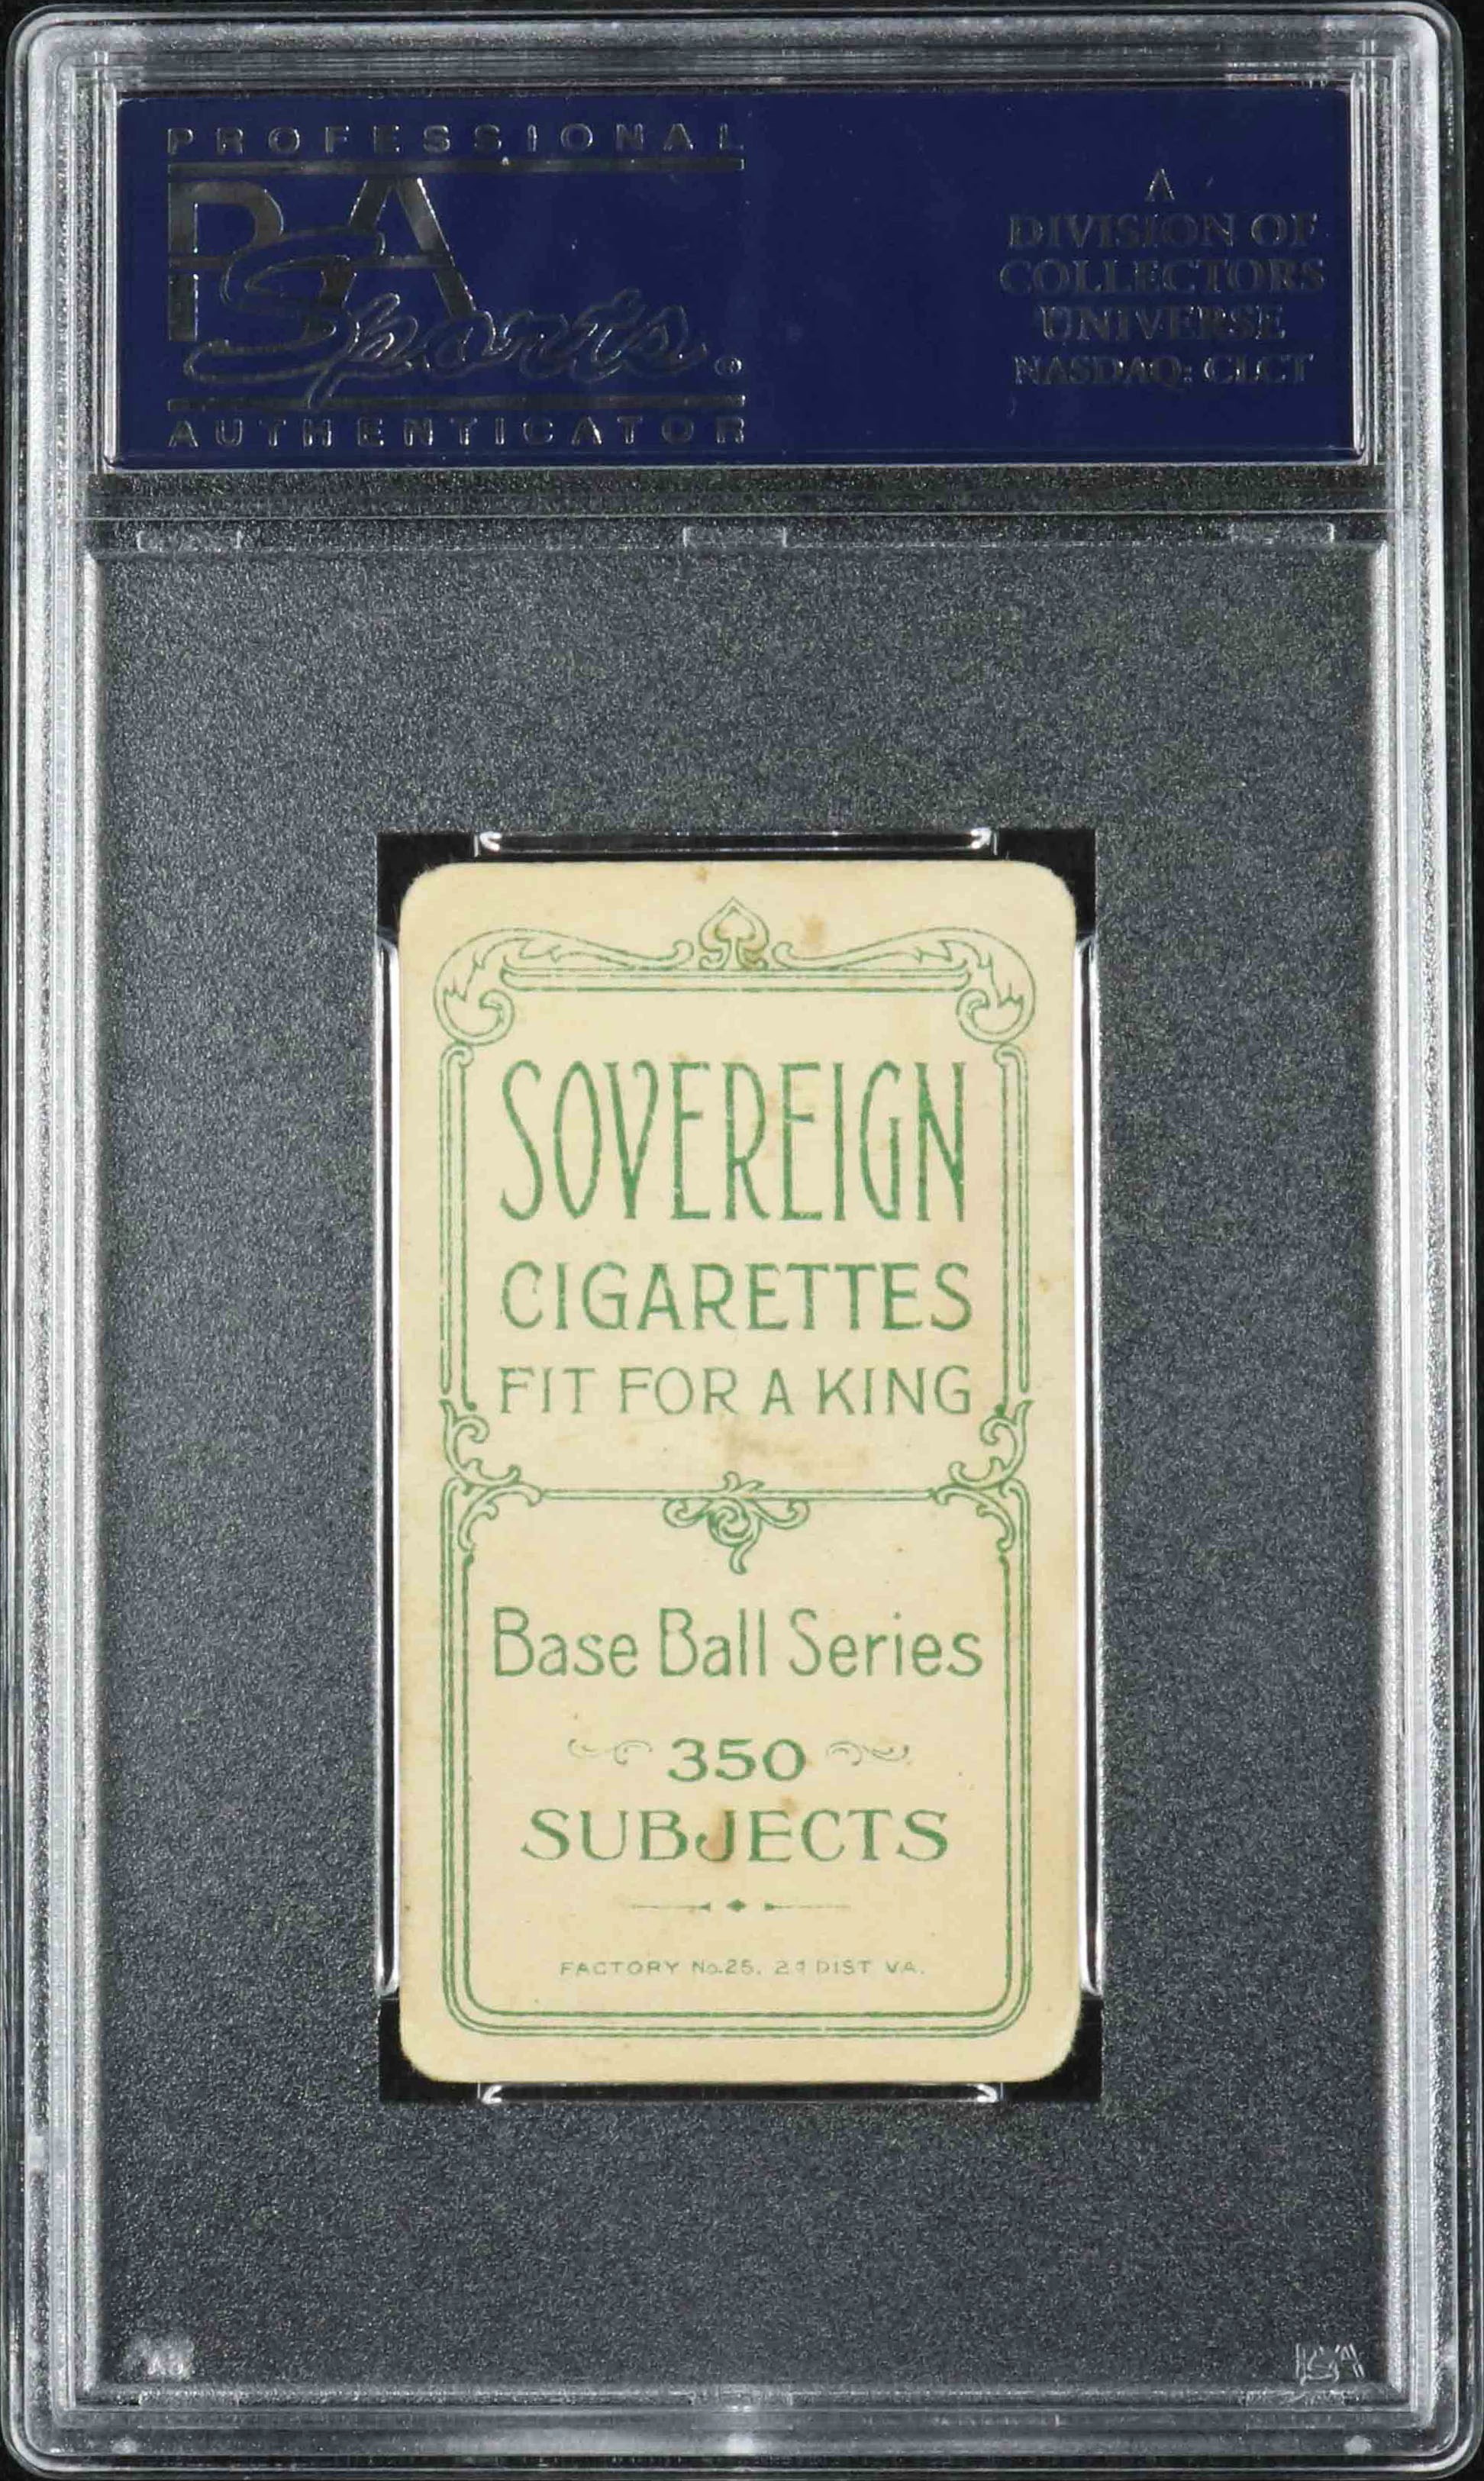 PROFESSIONAL
PSA
Sports®
AUTHENTICATOR
A
DIVISION OF
COLLECTORS
UNIVERSE
NASDAQ: CLCT
SOVEREIGN
CIGARETTES
FIT FOR A KING
Base Ball Series
350
SUBJECTS
FACTORY No.25, 2d DIST VA.
PSA